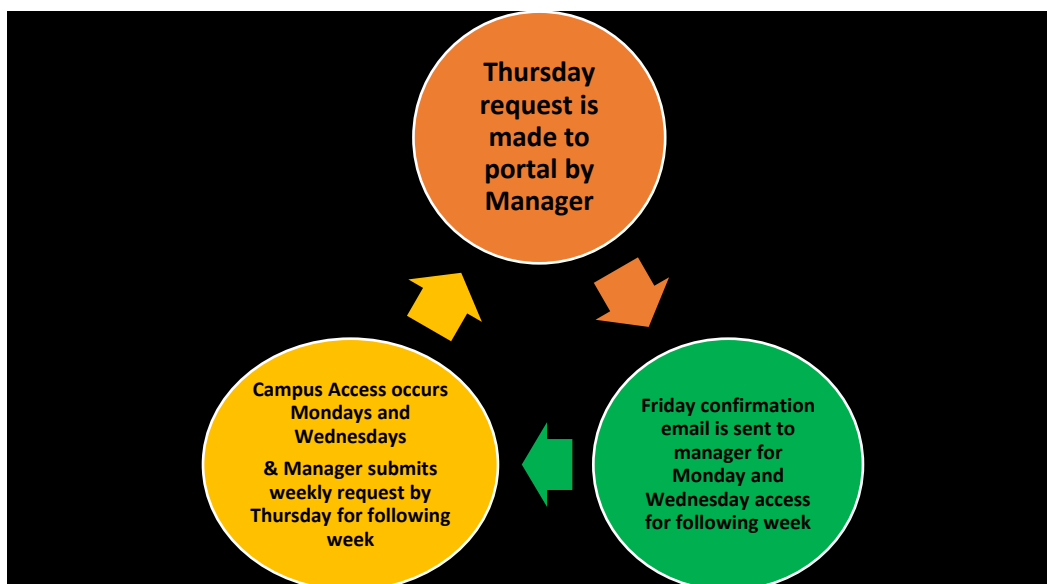 Thursday
request is
made to
portal by
Manager
Friday confirmation
email is sent to
manager for
Monday and
Wednesday access
for following week
Campus Access occurs
Mondays and
Wednesdays
& Manager submits
weekly request by
Thursday for following
week